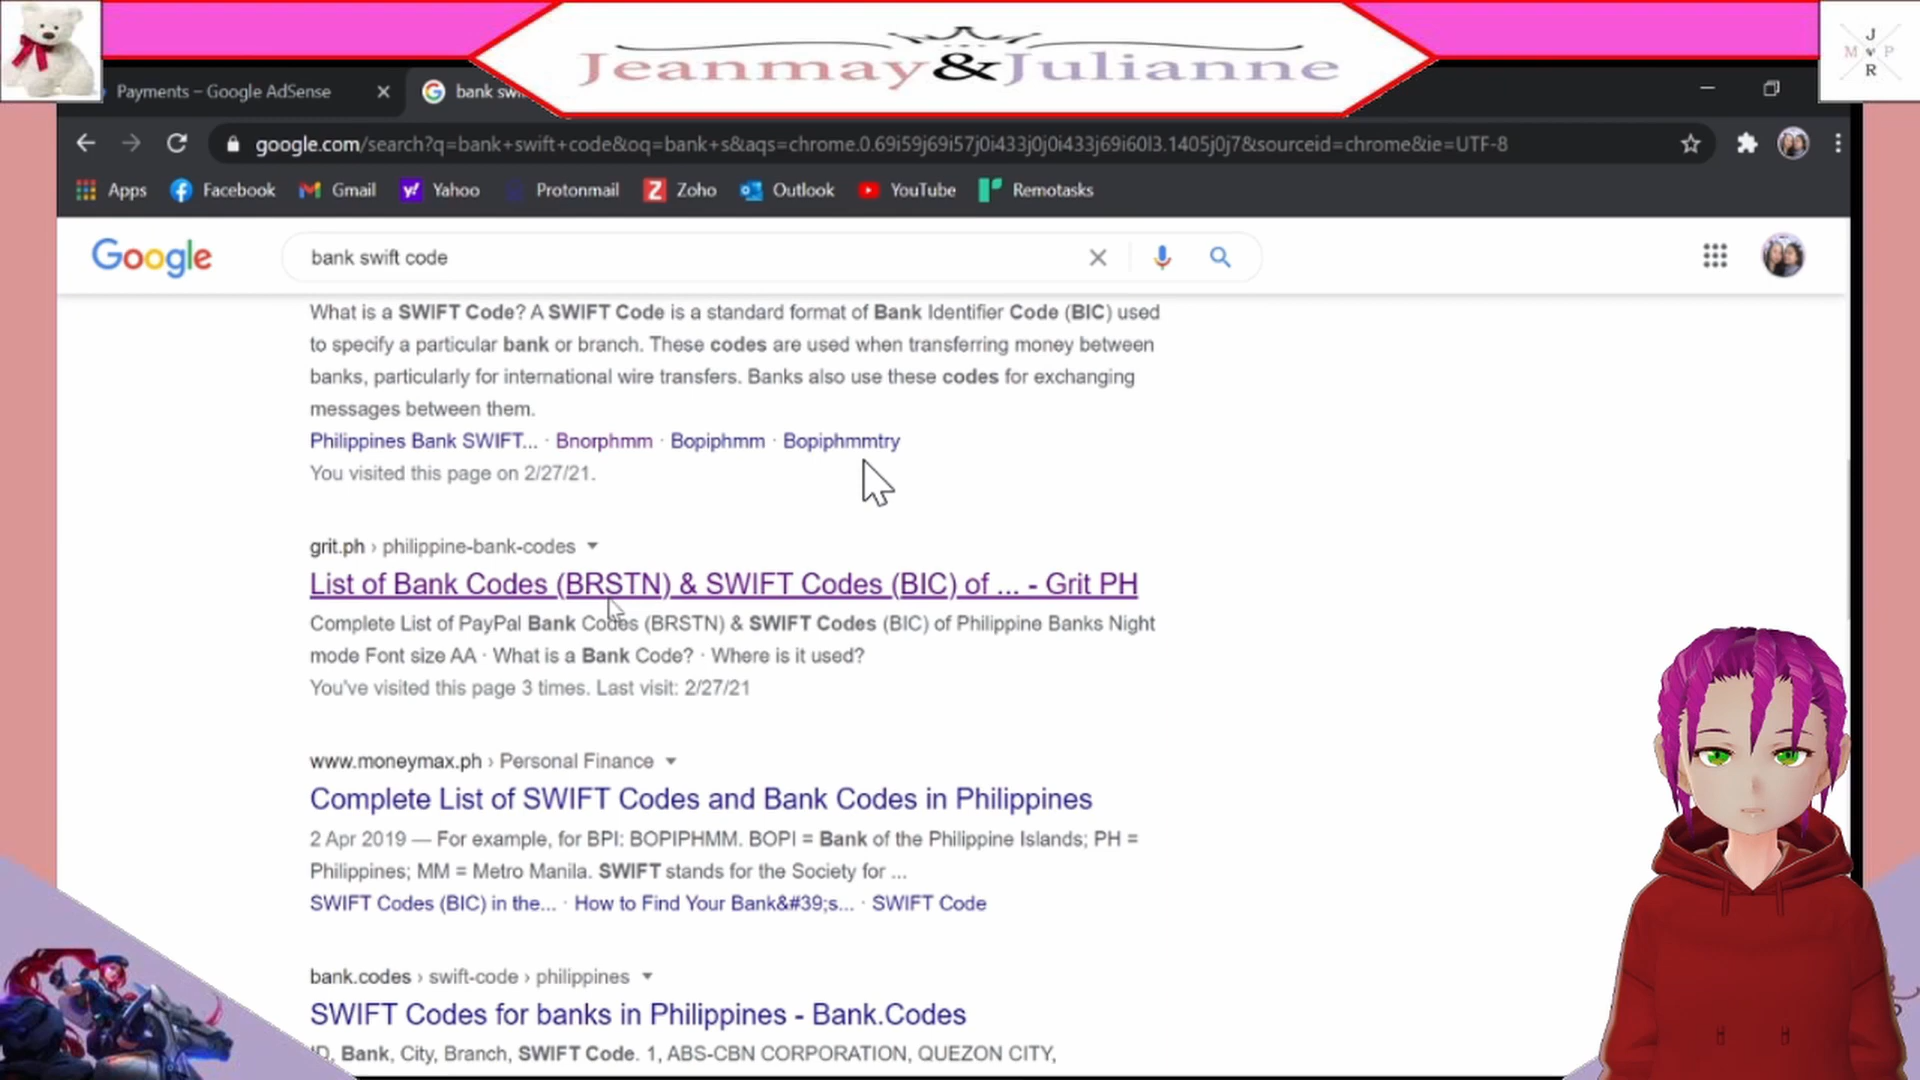 Jeanmay&Julianne
J
M P
R
Payments – Google AdSense
bank sw
google.com/search?q=bank+swift+code&oq=bank+s&aqs=chrome.0.69i59j69i57j0i433j0j0i433j69i60l3.1405j0j7&sourceid=chrome&ie=UTF-8
Apps Facebook Gmail Yahoo Protonmail Zoho Outlook YouTube Remotasks
Google bank swift code
What is a SWIFT Code? A SWIFT Code is a standard format of Bank Identifier Code (BIC) used
to specify a particular bank or branch. These codes are used when transferring money between
banks, particularly for international wire transfers. Banks also use these codes for exchanging
messages between them.
Philippines Bank SWIFT... · Bnorphmm · Bopiphmm · Bopiphmmtry
You visited this page on 2/27/21.
grit.ph › philippine-bank-codes
List of Bank Codes (BRSTN) & SWIFT Codes (BIC) of ... - Grit PH
Complete List of PayPal Bank Codes (BRSTN) & SWIFT Codes (BIC) of Philippine Banks Night
mode Font size AA · What is a Bank Code? · Where is it used?
You've visited this page 3 times. Last visit: 2/27/21
www.moneymax.ph › Personal Finance
Complete List of SWIFT Codes and Bank Codes in Philippines
2 Apr 2019 — For example, for BPI: BOPIPHMM. BOPI = Bank of the Philippine Islands; PH =
Philippines; MM = Metro Manila. SWIFT stands for the Society for ...
SWIFT Codes (BIC) in the... · How to Find Your Bank&#39;s... · SWIFT Code
bank.codes › swift-code › philippines
SWIFT Codes for banks in Philippines - Bank.Codes
ID, Bank, City, Branch, SWIFT Code. 1, ABS-CBN CORPORATION, QUEZON CITY,